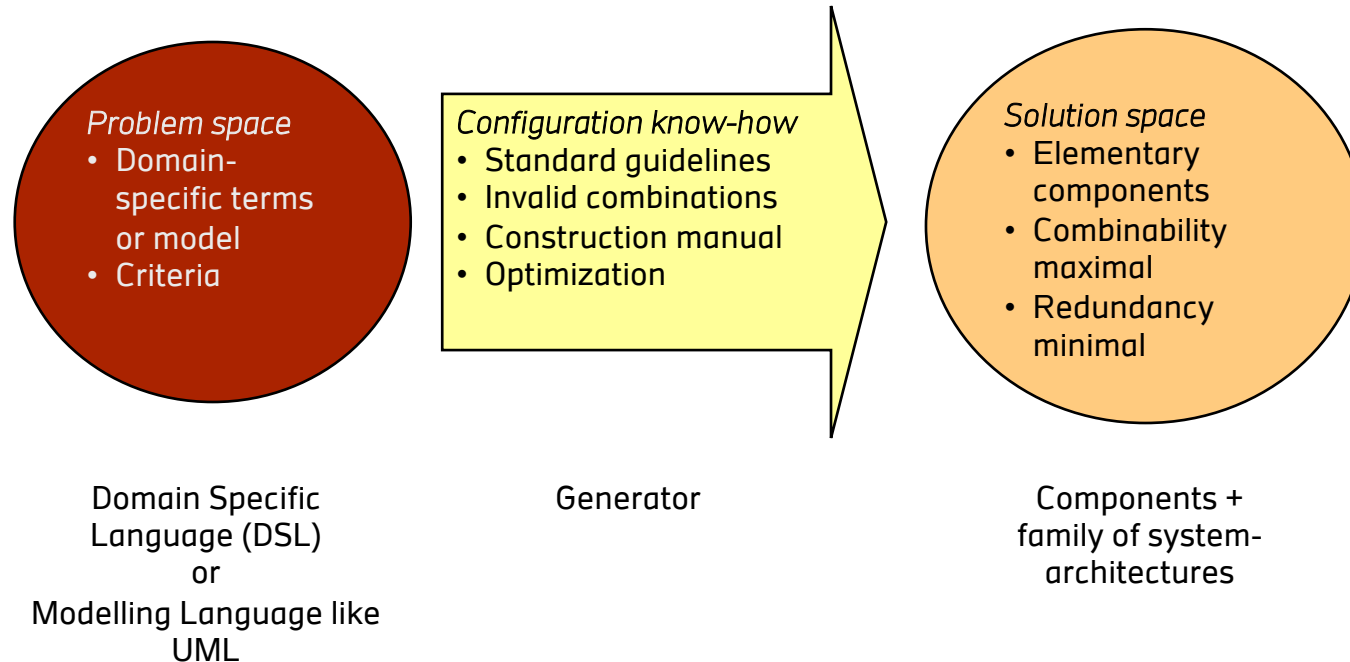 Problem space
• Domain-
specific terms
or model
• Criteria
Configuration know-how
• Standard guidelines
• Invalid combinations
• Construction manual
• Optimization
Solution space
• Elementary
components
• Combinability
maximal
• Redundancy
minimal
Domain Specific
Language (DSL)
or
Modelling Language like
UML
Generator
Components +
family of system-
architectures